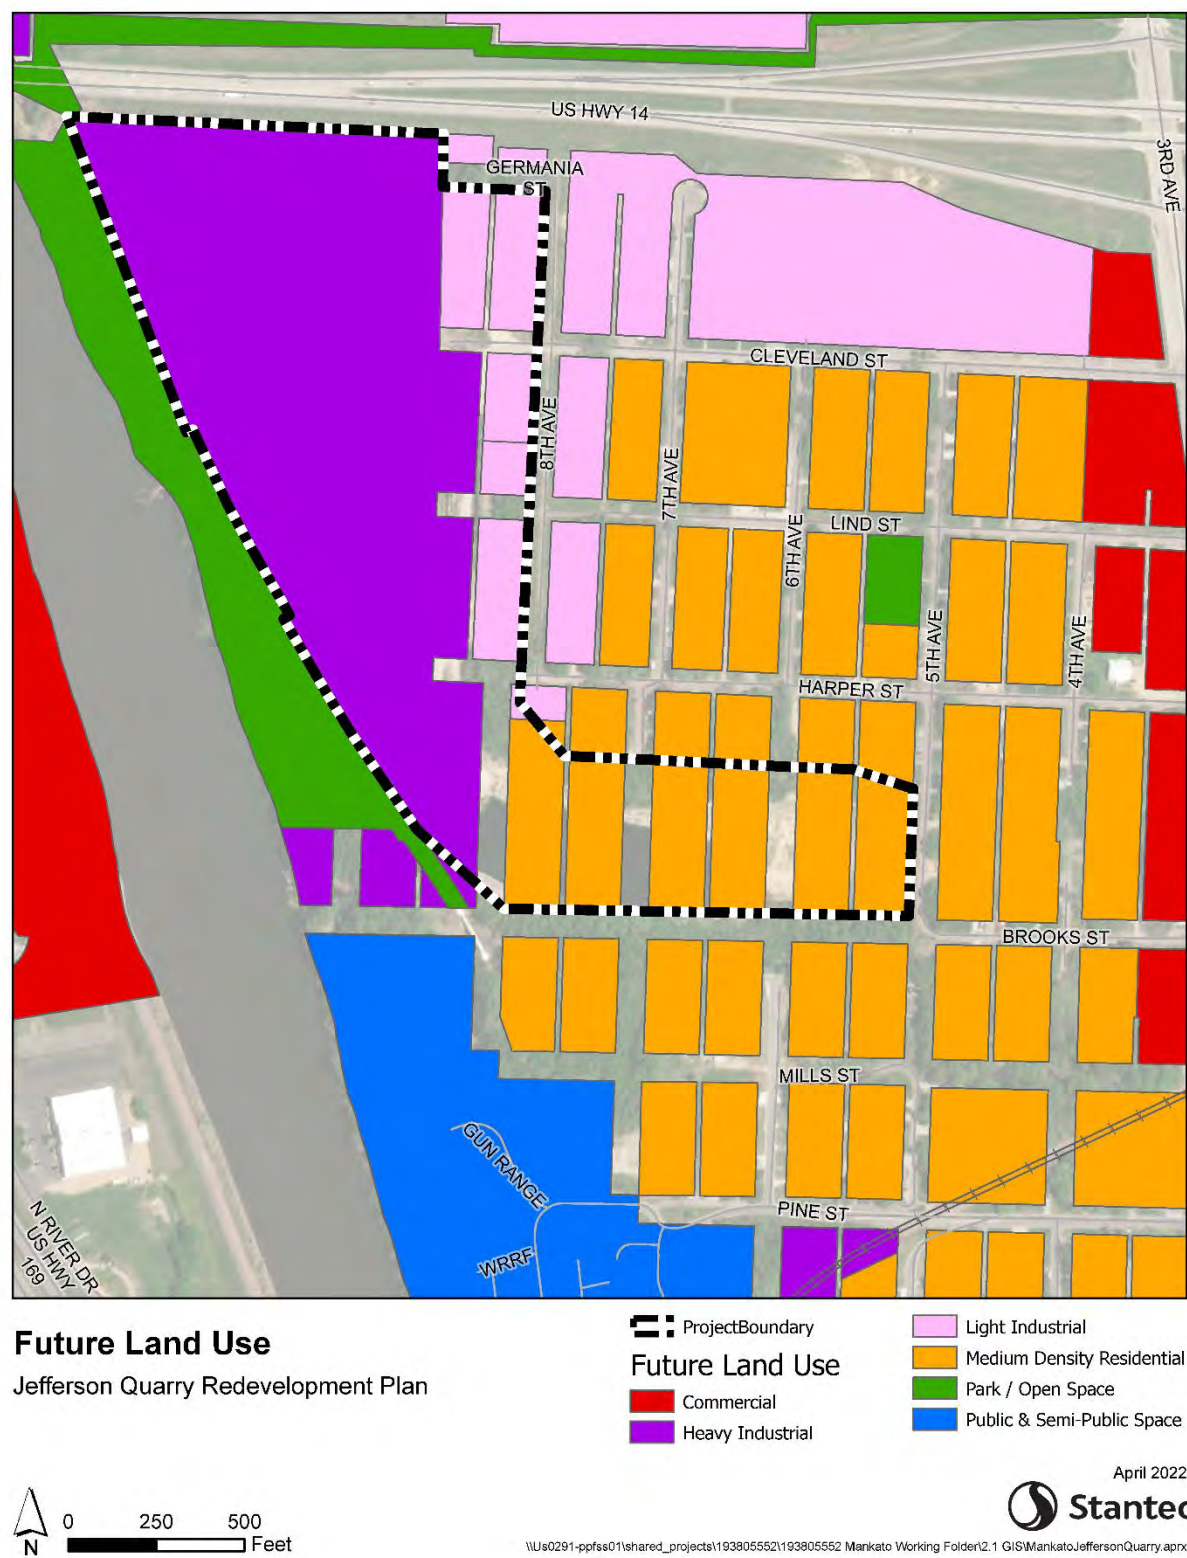 US HWY 14
3RD AVE
GERMANIA
ST
CLEVELAND ST
8TH AVE
7TH AVE
6TH AVE
LIND ST
5TH AVE
4TH AVE
HARPER ST
BROOKS ST
MILLS ST
GUN RANGE
PINE ST
WRRF
N RIVER DR
US HWY
169
Future Land Use
Jefferson Quarry Redevelopment Plan
ProjectBoundary
Future Land Use
Commercial
Heavy Industrial
Light Industrial
Medium Density Residential
Park / Open Space
Public & Semi-Public Space
April 2022
Stantec
N
0 250 500
Feet
\\Us0291-ppfss01\shared_projects\193805552\193805552 Mankato Working Folder\2.1 GIS\MankatoJeffersonQuarry.aprx